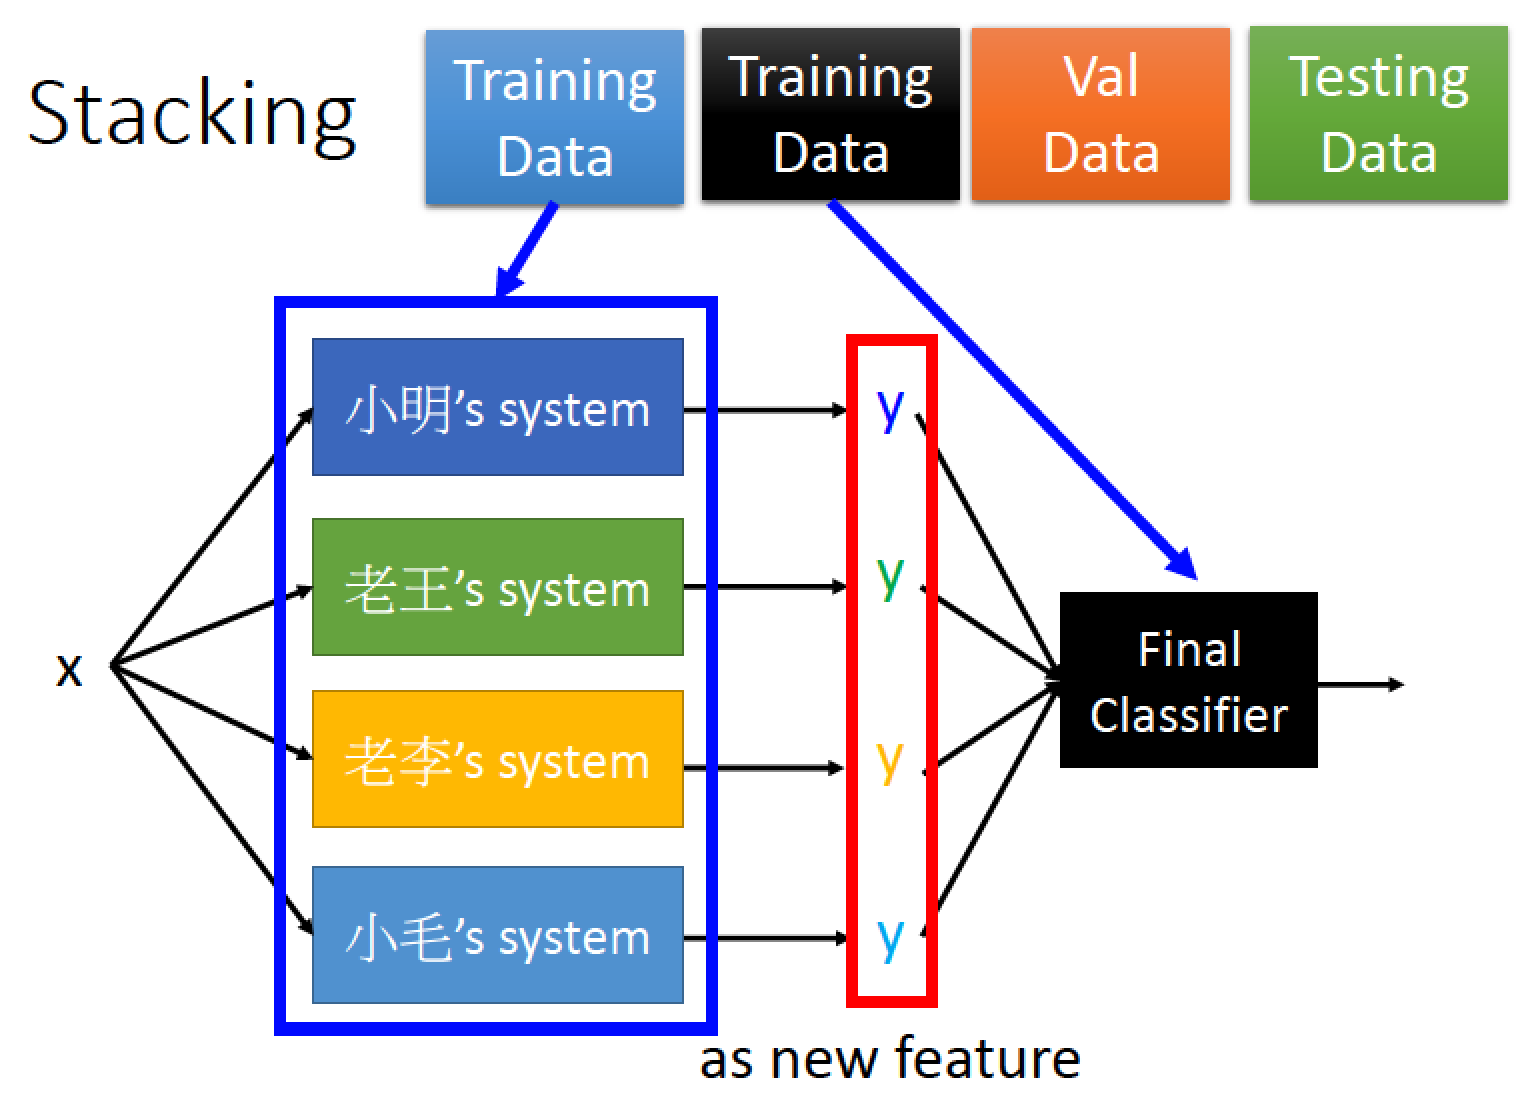 Stacking
Training
Data
Training
Data
Val
Data
Testing
Data
小明’s system
y
老王’s system
y
x
Final
Classifier
老李’s system
y
小毛’s system
y
as new feature